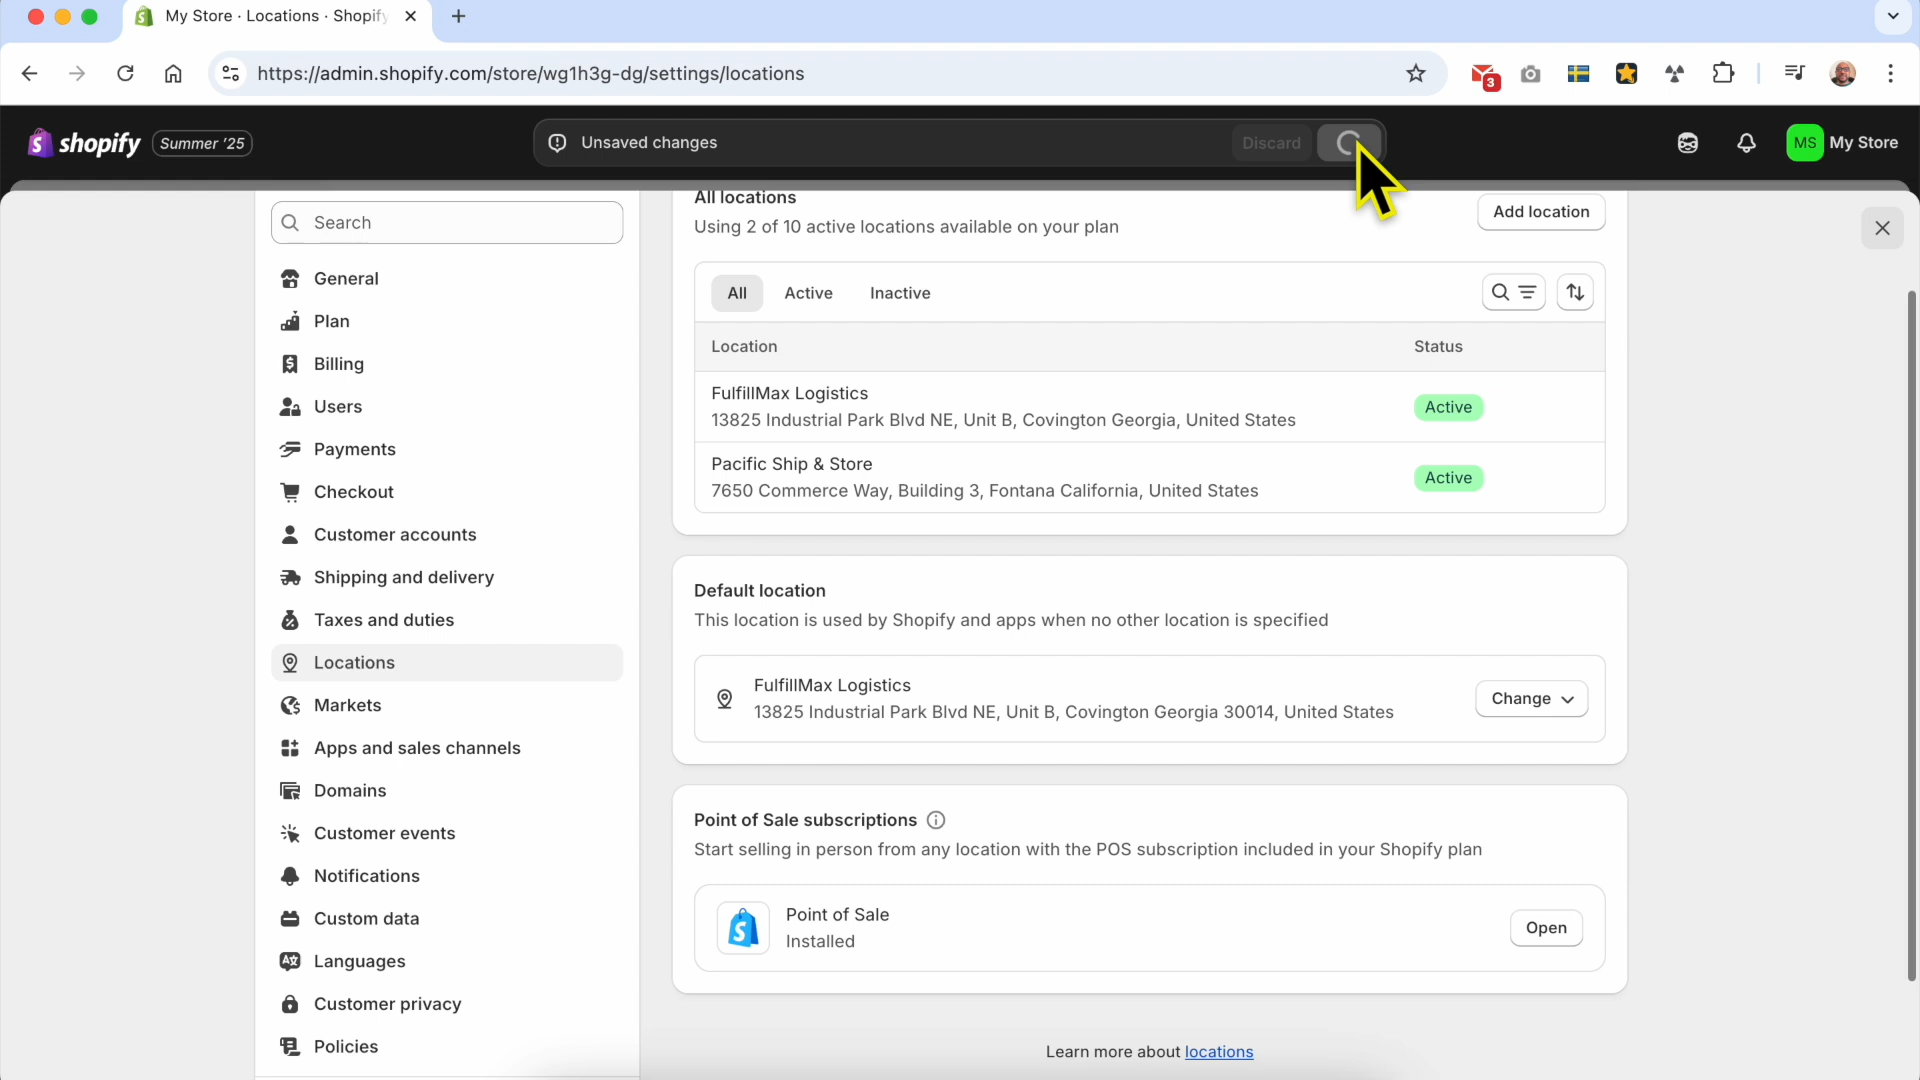 My Store · Locations · Shopify
https://admin.shopify.com/store/wg1h3g-dg/settings/locations
3
shopify
Summer '25
Unsaved changes
Discard
MS
My Store
Search
General
Plan
Billing
Users
Payments
Checkout
Customer accounts
Shipping and delivery
Taxes and duties
Locations
Markets
Apps and sales channels
Domains
Customer events
Notifications
Custom data
Languages
Customer privacy
Policies
All locations
Using 2 of 10 active locations available on your plan
Add location
All
Active
Inactive
Location
Status
FulfillMax Logistics
13825 Industrial Park Blvd NE, Unit B, Covington Georgia, United States
Active
Pacific Ship & Store
7650 Commerce Way, Building 3, Fontana California, United States
Active
Default location
This location is used by Shopify and apps when no other location is specified
FulfillMax Logistics
13825 Industrial Park Blvd NE, Unit B, Covington Georgia 30014, United States
Change
Point of Sale subscriptions
Start selling in person from any location with the POS subscription included in your Shopify plan
Point of Sale
Installed
Open
Learn more about locations